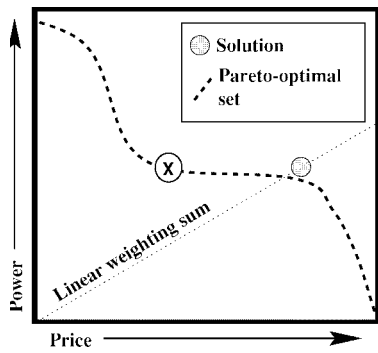 Solution
Pareto-optimal
set
X
Linear weighting sum
Power
Price